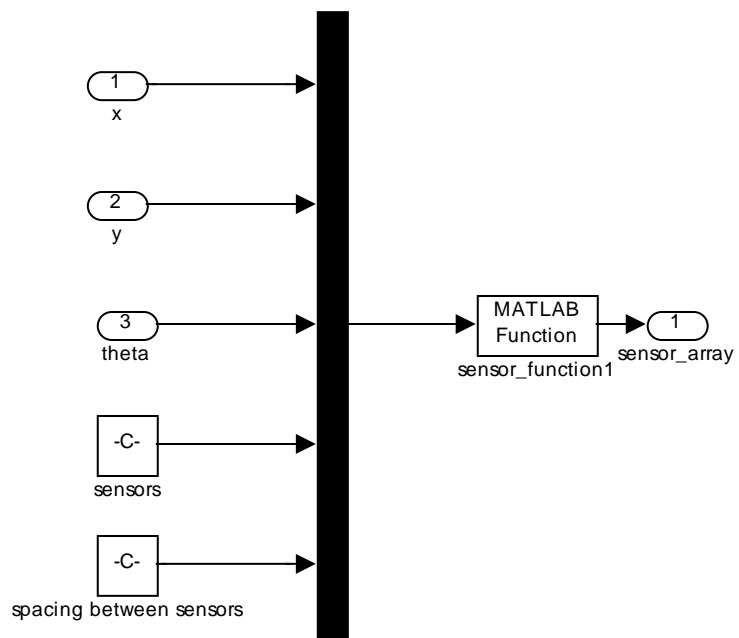 1
x
2
y
3
theta
-C-
sensors
-C-
spacing between sensors
MATLAB
Function
sensor_function1
1
sensor_array